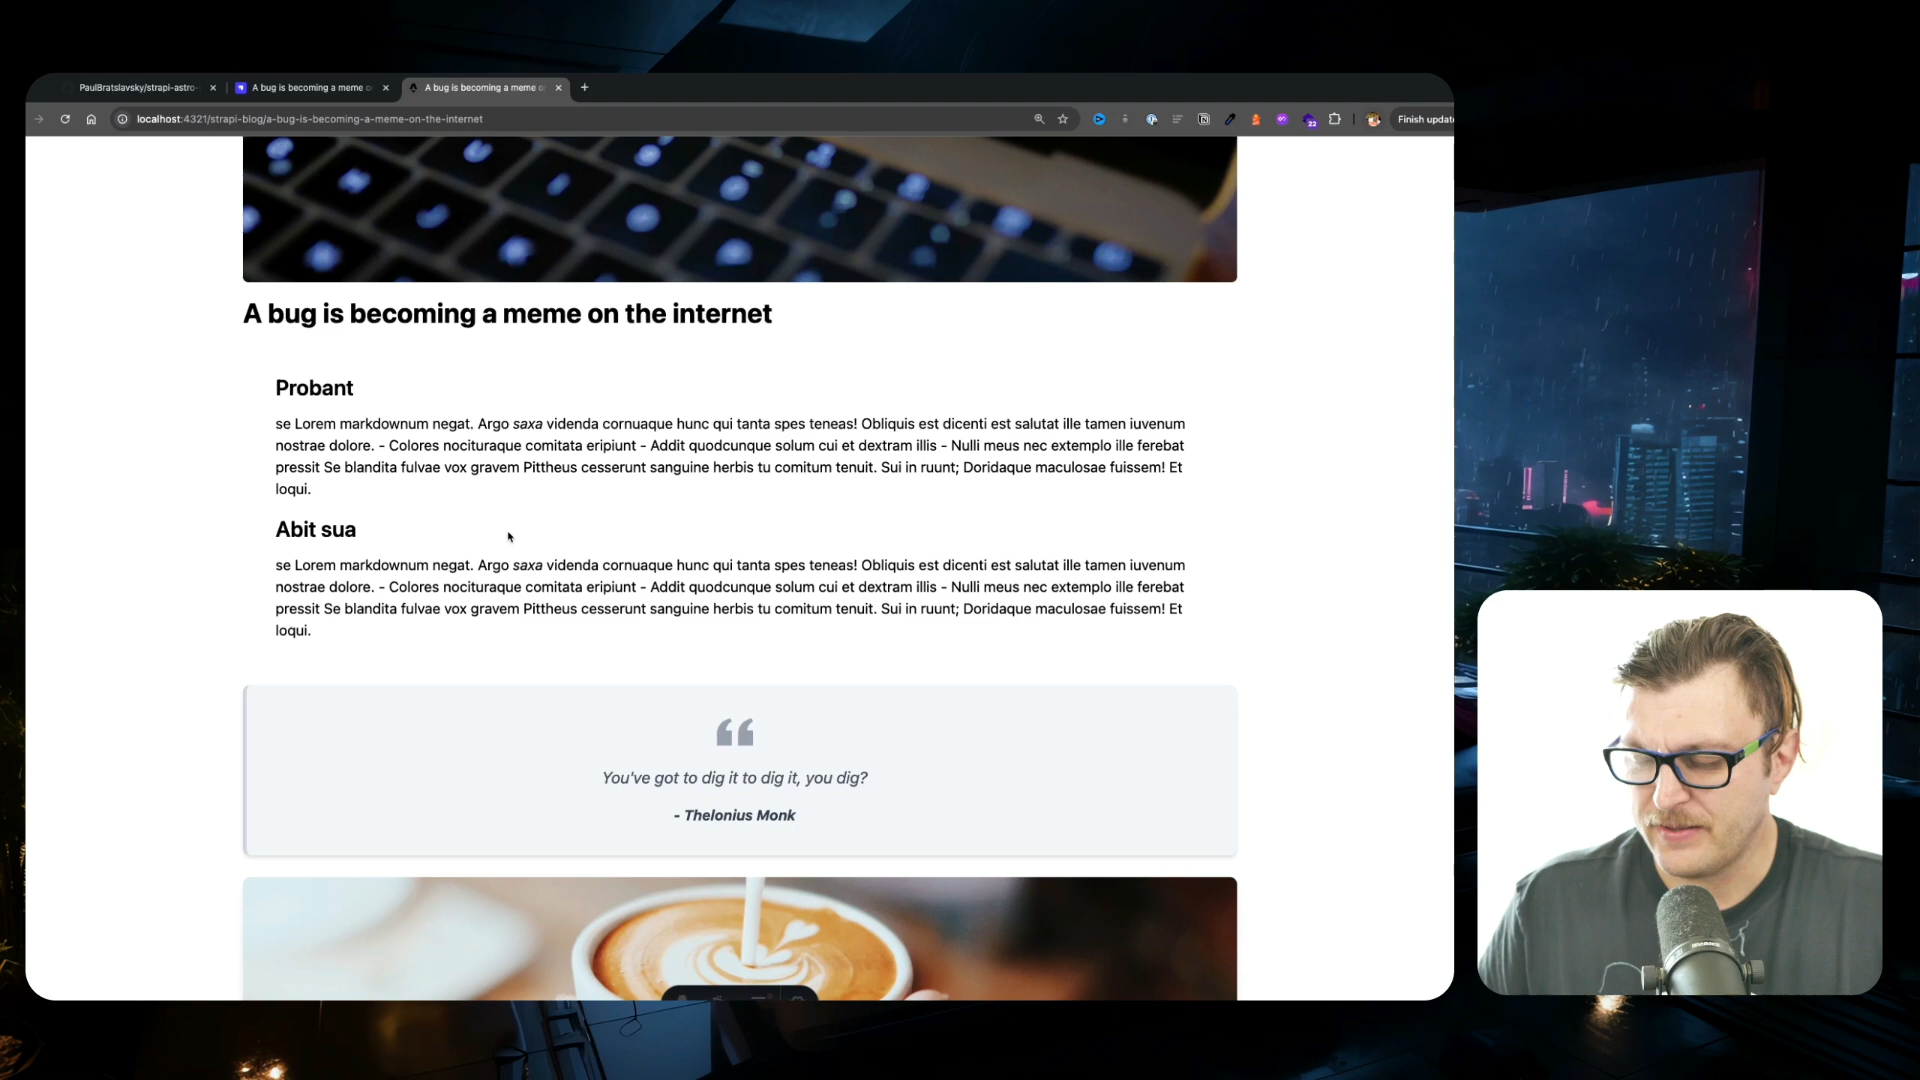 PaulBratslavsky/strapi-astro-
A bug is becoming a meme o
A bug is becoming a meme o
localhost:4321/strapi-blog/a-bug-is-becoming-a-meme-on-the-internet
22
Finish updat
A bug is becoming a meme on the internet
Probant
se Lorem markdownum negat. Argo saxa videnda cornuaque hunc qui tanta spes teneas! Obliquis est dicenti est salutat ille tamen iuvenum
nostrae dolore. - Colores nocituraque comitata eripiunt - Addit quodcunque solum cui et dextram illis - Nulli meus nec extemplo ille ferebat
pressit Se blandita fulvae vox gravem Pittheus cesserunt sanguine herbis tu comitum tenuit. Sui in ruunt; Doridaque maculosae fuissem! Et
loqui.
Abit sua
se Lorem markdownum negat. Argo saxa videnda cornuaque hunc qui tanta spes teneas! Obliquis est dicenti est salutat ille tamen iuvenum
nostrae dolore. - Colores nocituraque comitata eripiunt - Addit quodcunque solum cui et dextram illis - Nulli meus nec extemplo ille ferebat
pressit Se blandita fulvae vox gravem Pittheus cesserunt sanguine herbis tu comitum tenuit. Sui in ruunt; Doridaque maculosae fuissem! Et
loqui.
You've got to dig it to dig it, you dig?
- Thelonius Monk